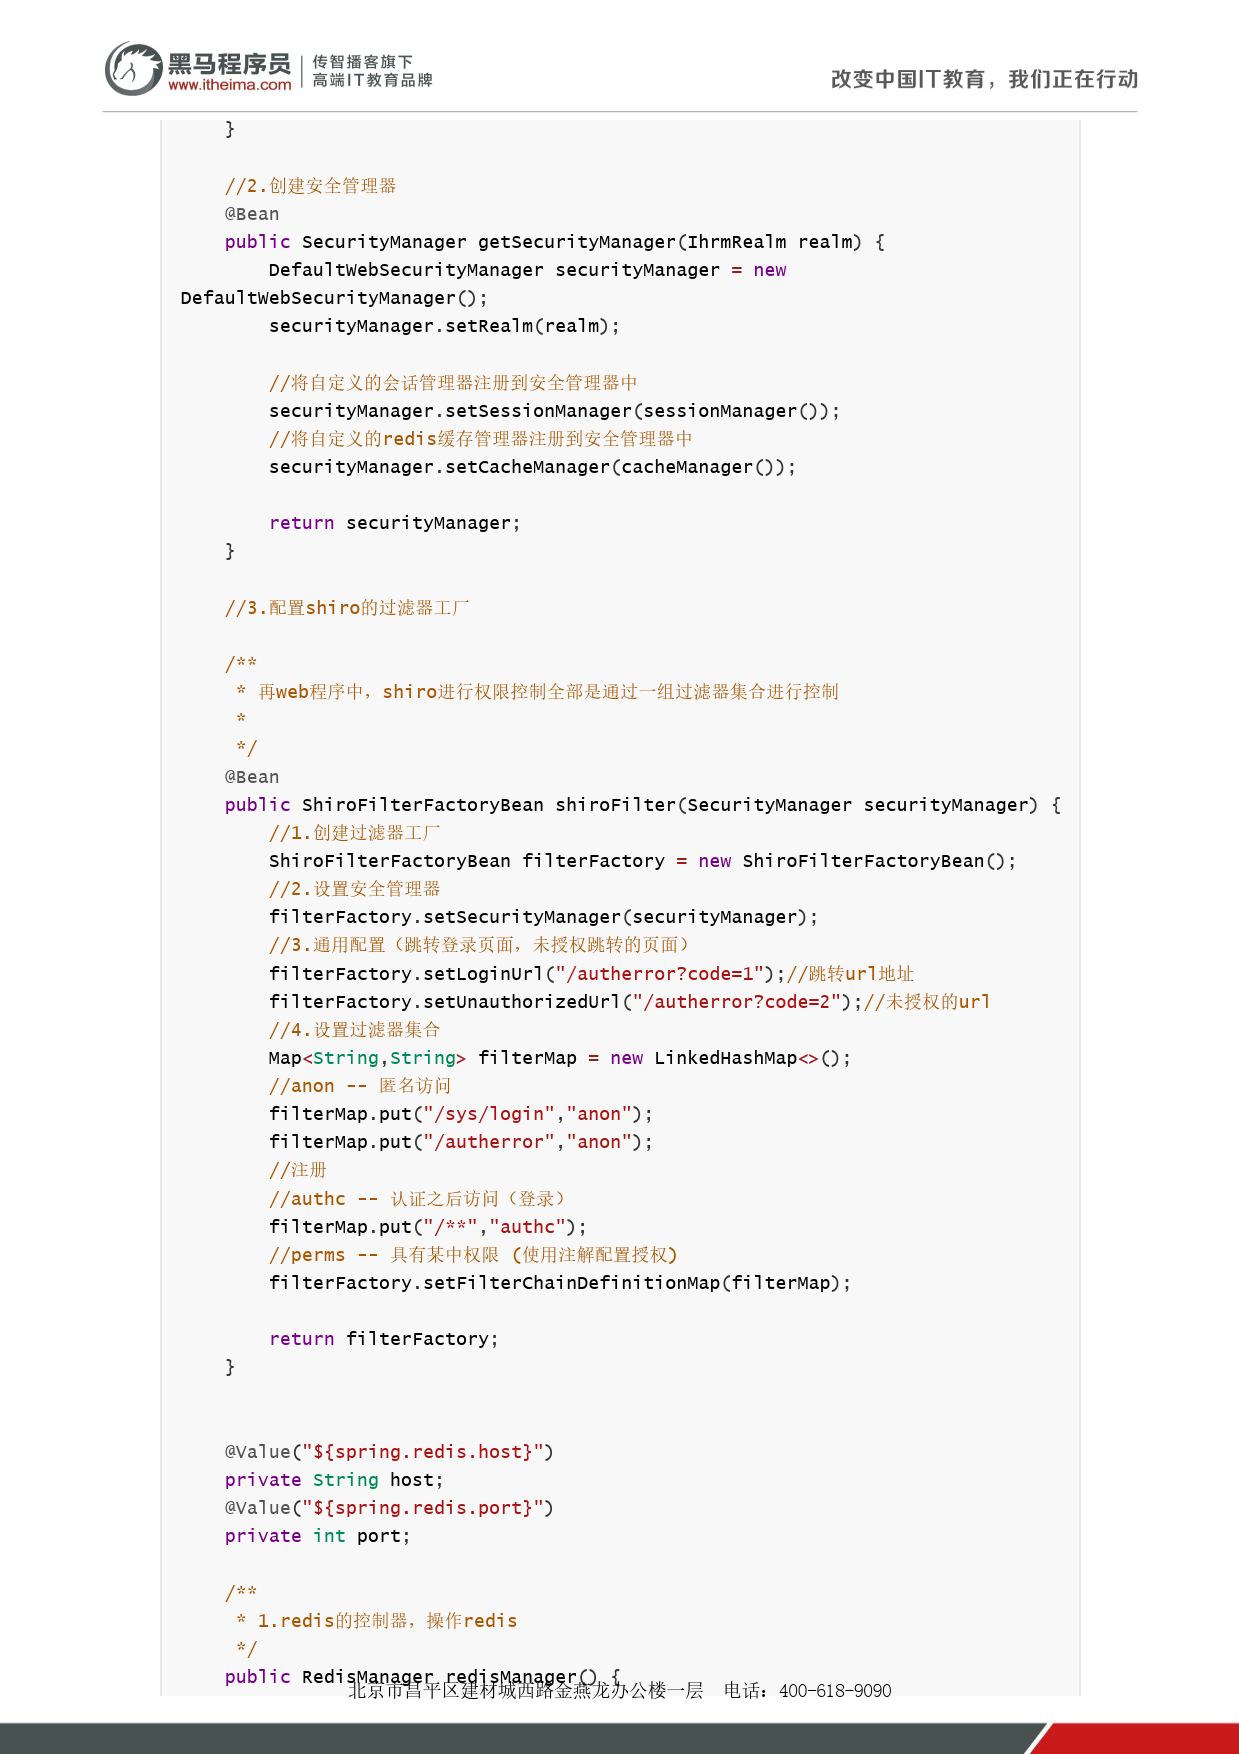 黑马程序员
www.itheima.com
传智播客旗下
高端IT教育品牌
改变中国IT教育，我们正在行动
    }

    //2.创建安全管理器
    @Bean
    public SecurityManager getSecurityManager(IhrmRealm realm) {
        DefaultWebSecurityManager securityManager = new
DefaultWebSecurityManager();
        securityManager.setRealm(realm);

        //将自定义的会话管理器注册到安全管理器中
        securityManager.setSessionManager(sessionManager());
        //将自定义的redis缓存管理器注册到安全管理器中
        securityManager.setCacheManager(cacheManager());

        return securityManager;
    }

    //3.配置shiro的过滤器工厂

    /**
     * 再web程序中，shiro进行权限控制全部是通过一组过滤器集合进行控制
     *
     */
    @Bean
    public ShiroFilterFactoryBean shiroFilter(SecurityManager securityManager) {
        //1.创建过滤器工厂
        ShiroFilterFactoryBean filterFactory = new ShiroFilterFactoryBean();
        //2.设置安全管理器
        filterFactory.setSecurityManager(securityManager);
        //3.通用配置（跳转登录页面，未授权跳转的页面）
        filterFactory.setLoginUrl("/autherror?code=1");//跳转url地址
        filterFactory.setUnauthorizedUrl("/autherror?code=2");//未授权的url
        //4.设置过滤器集合
        Map<String,String> filterMap = new LinkedHashMap<>();
        //anon -- 匿名访问
        filterMap.put("/sys/login","anon");
        filterMap.put("/autherror","anon");
        //注册
        //authc -- 认证之后访问（登录）
        filterMap.put("/**","authc");
        //perms -- 具有某中权限 (使用注解配置授权)
        filterFactory.setFilterChainDefinitionMap(filterMap);

        return filterFactory;
    }

    @Value("${spring.redis.host}")
    private String host;
    @Value("${spring.redis.port}")
    private int port;

    /**
     * 1.redis的控制器，操作redis
     */
    public RedisManager redisManager() {
北京市昌平区建材城西路金燕龙办公楼一层  电话：400-618-9090